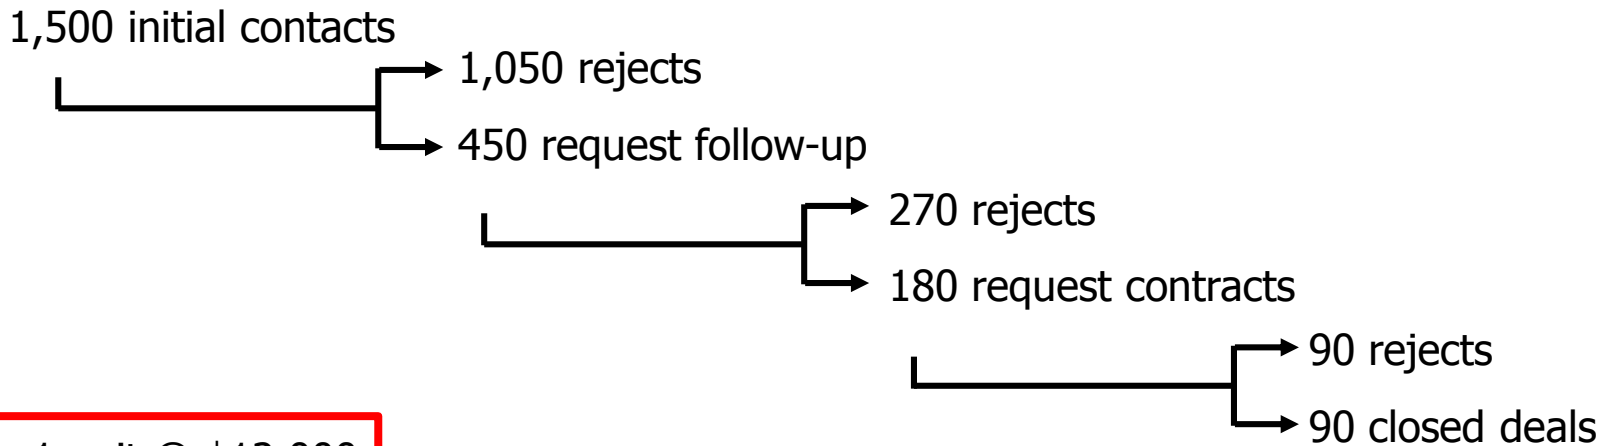 1,500 initial contacts
1,050 rejects
450 request follow-up
270 rejects
180 request contracts
90 rejects
90 closed deals